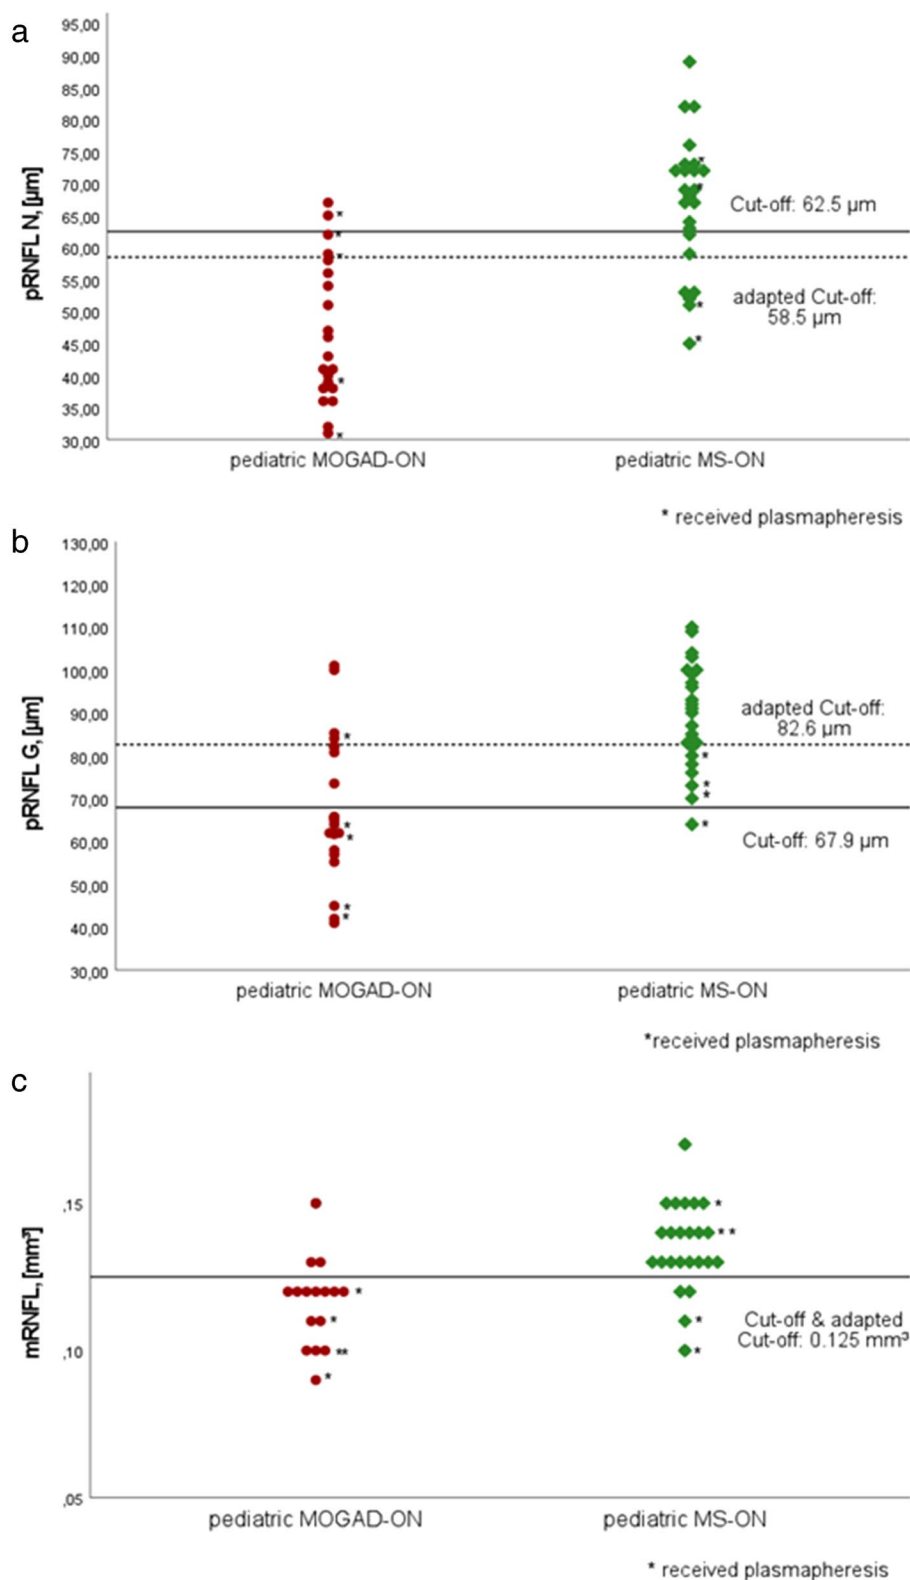 a
95,00
90,00
85,00
80,00
75,00
70,00
65,00
60,00
55,00
50,00
45,00
40,00
35,00
30,00
pRNFL N, [µm]
*
*
*
*
*
*
*
*
*
Cut-off: 62.5 µm
adapted Cut-off:
58.5 µm
pediatric MOGAD-ON
pediatric MS-ON
* received plasmapheresis
b
130,00
120,00
110,00
100,00
90,00
80,00
70,00
60,00
50,00
40,00
30,00
pRNFL G, [µm]
*
*
*
*
*
*
*
*
*
adapted Cut-off:
82.6 µm
Cut-off: 67.9 µm
pediatric MOGAD-ON
pediatric MS-ON
*received plasmapheresis
c
,15
,10
,05
mRNFL, [mm³]
*
*
**
*
*
* *
*
*
Cut-off & adapted
Cut-off: 0.125 mm³
pediatric MOGAD-ON
pediatric MS-ON
* received plasmapheresis